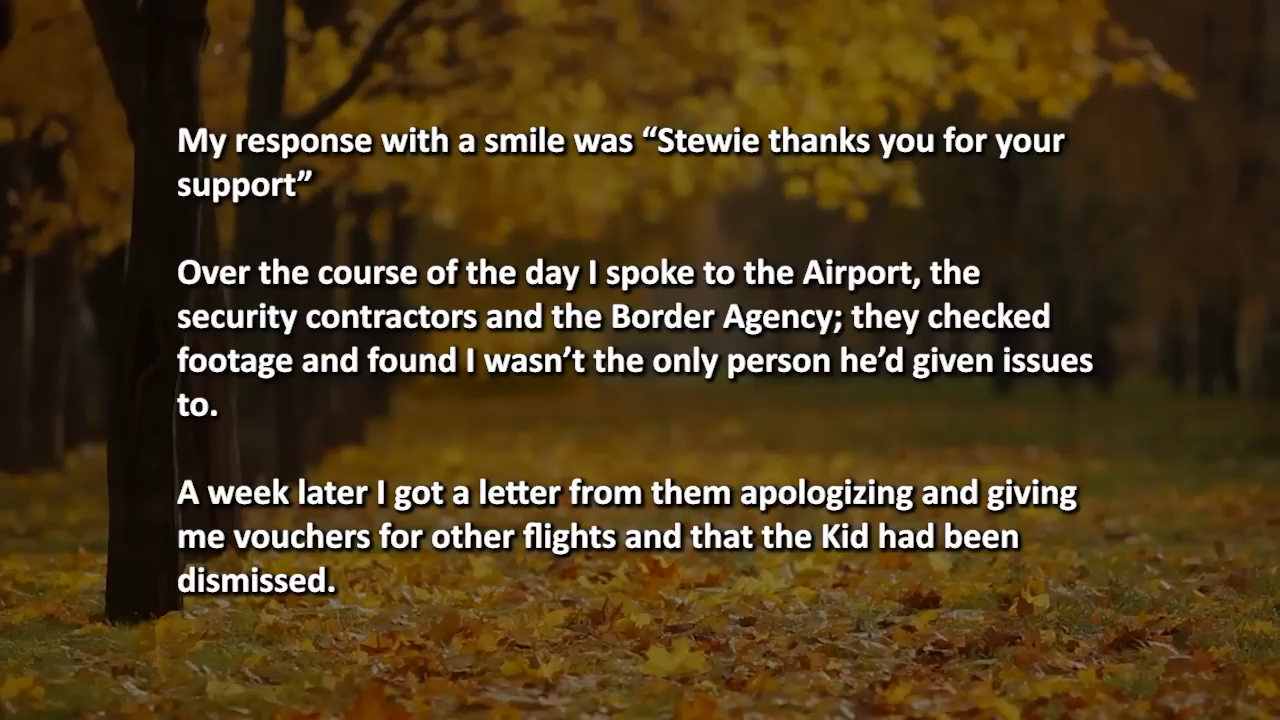 My response with a smile was “Stewie thanks you for your
support”
Over the course of the day I spoke to the Airport, the
security contractors and the Border Agency; they checked
footage and found I wasn’t the only person he’d given issues
to.
A week later I got a letter from them apologizing and giving
me vouchers for other flights and that the Kid had been
dismissed.